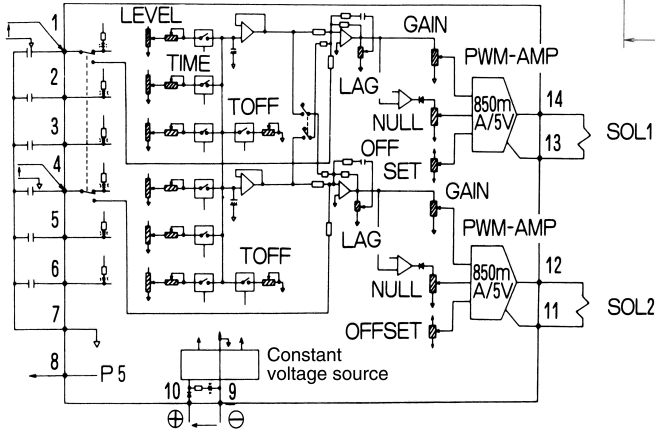 1
LEVEL
TOFF
GAIN
PWM-AMP
TIME
LAG
2
TOFF
850m
A/5V
14
NULL
3
SOL1
13
OFF
SET
4
GAIN
LAG
PWM-AMP
5
TOFF
850m
A/5V
12
6
NULL
SOL2
11
OFFSET
7
8
P5
Constant
voltage source
10
9
⊕
⊖